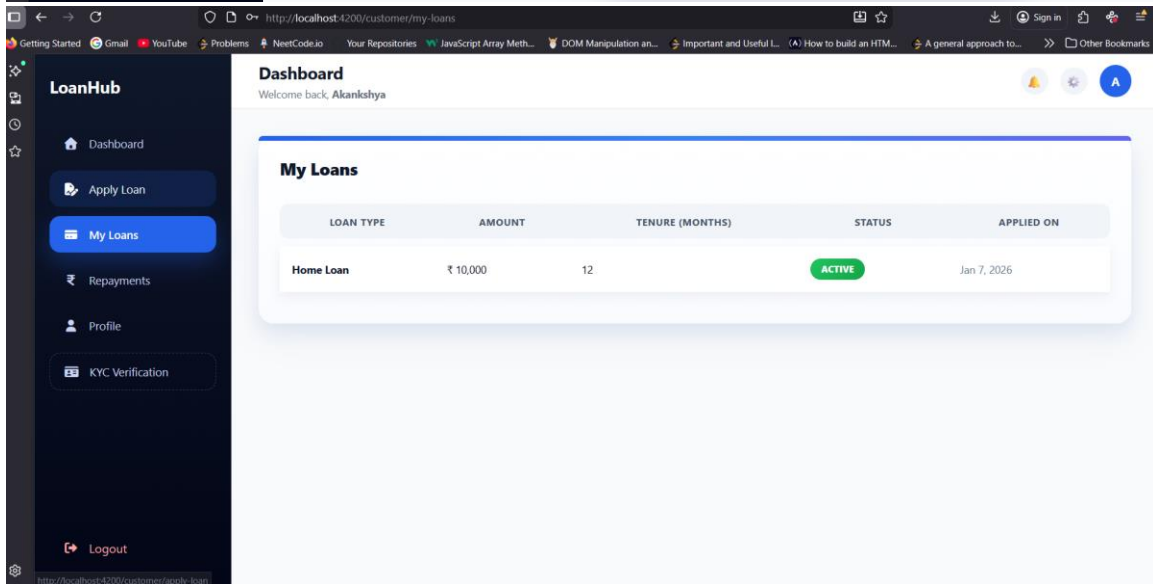 http://localhost:4200/customer/my-loans
Sign in
Getting Started Gmail YouTube Problems NeetCode.io Your Repositories JavaScript Array Meth... DOM Manipulation an... Important and Useful L... How to build an HTM... A general approach to... Other Bookmarks
LoanHub
Dashboard
Welcome back, Akankshya
A
Dashboard
Apply Loan
My Loans
Repayments
Profile
KYC Verification
Logout
My Loans
LOAN TYPE AMOUNT TENURE (MONTHS) STATUS APPLIED ON
Home Loan ₹ 10,000 12 ACTIVE Jan 7, 2026
http://localhost:4200/customer/apply-loan